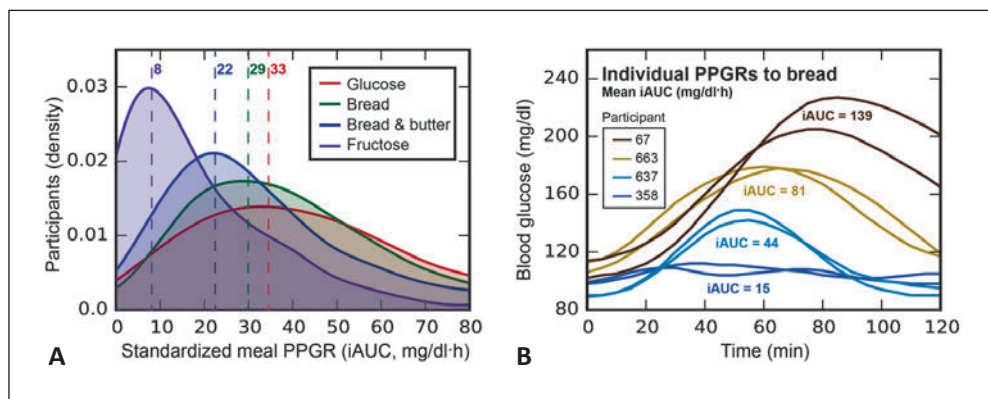 8 22 29 33
Glucose
Bread
Bread & butter
Fructose
Participants (density)
0.03
0.02
0.01
0.0
0 10 20 30 40 50 60 70 80
Standardized meal PPGR (iAUC, mg/dl·h)
A
Individual PPGRs to bread
Mean iAUC (mg/dl·h)
Participant
67
663
637
358
iAUC = 139
iAUC = 81
iAUC = 44
iAUC = 15
Blood glucose (mg/dl)
240
200
160
120
80
0 20 40 60 80 100 120
Time (min)
B